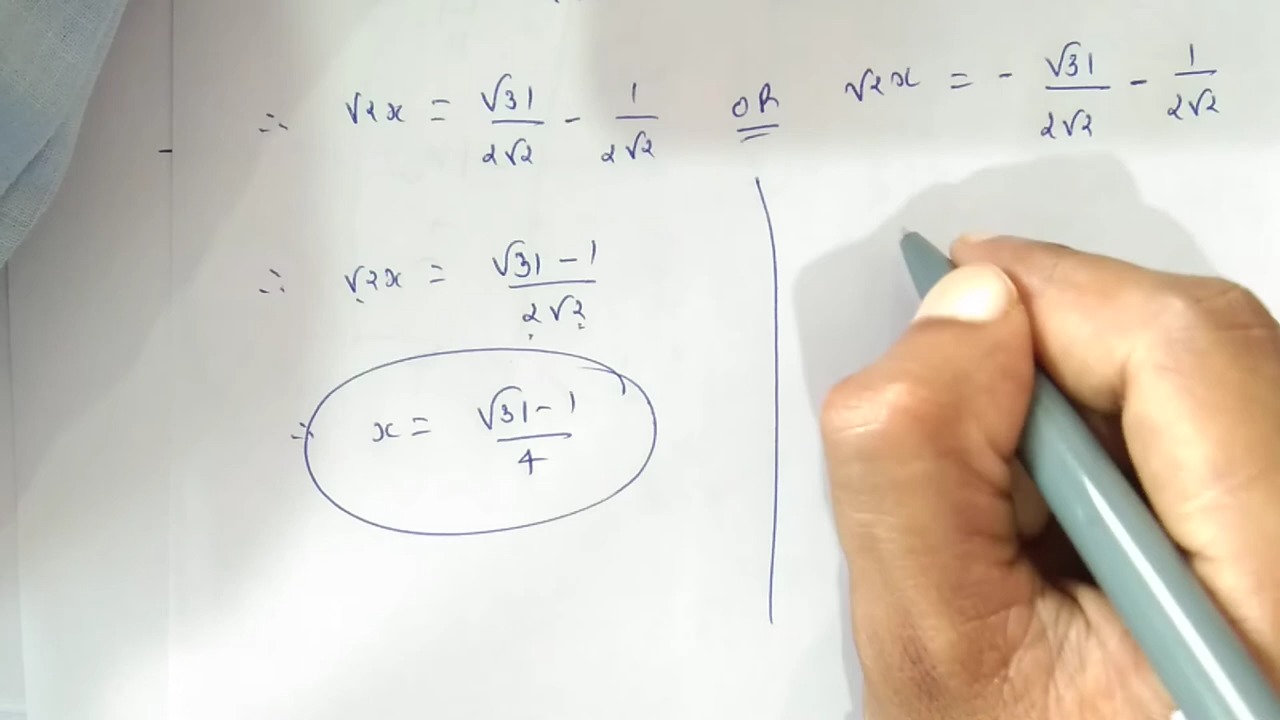 ∴ √2x = √31/2√2 - 1/2√2 OR √2x = - √31/2√2 - 1/2√2
∴ √2x = √31 - 1/2√2
∴ x = √31 - 1/4